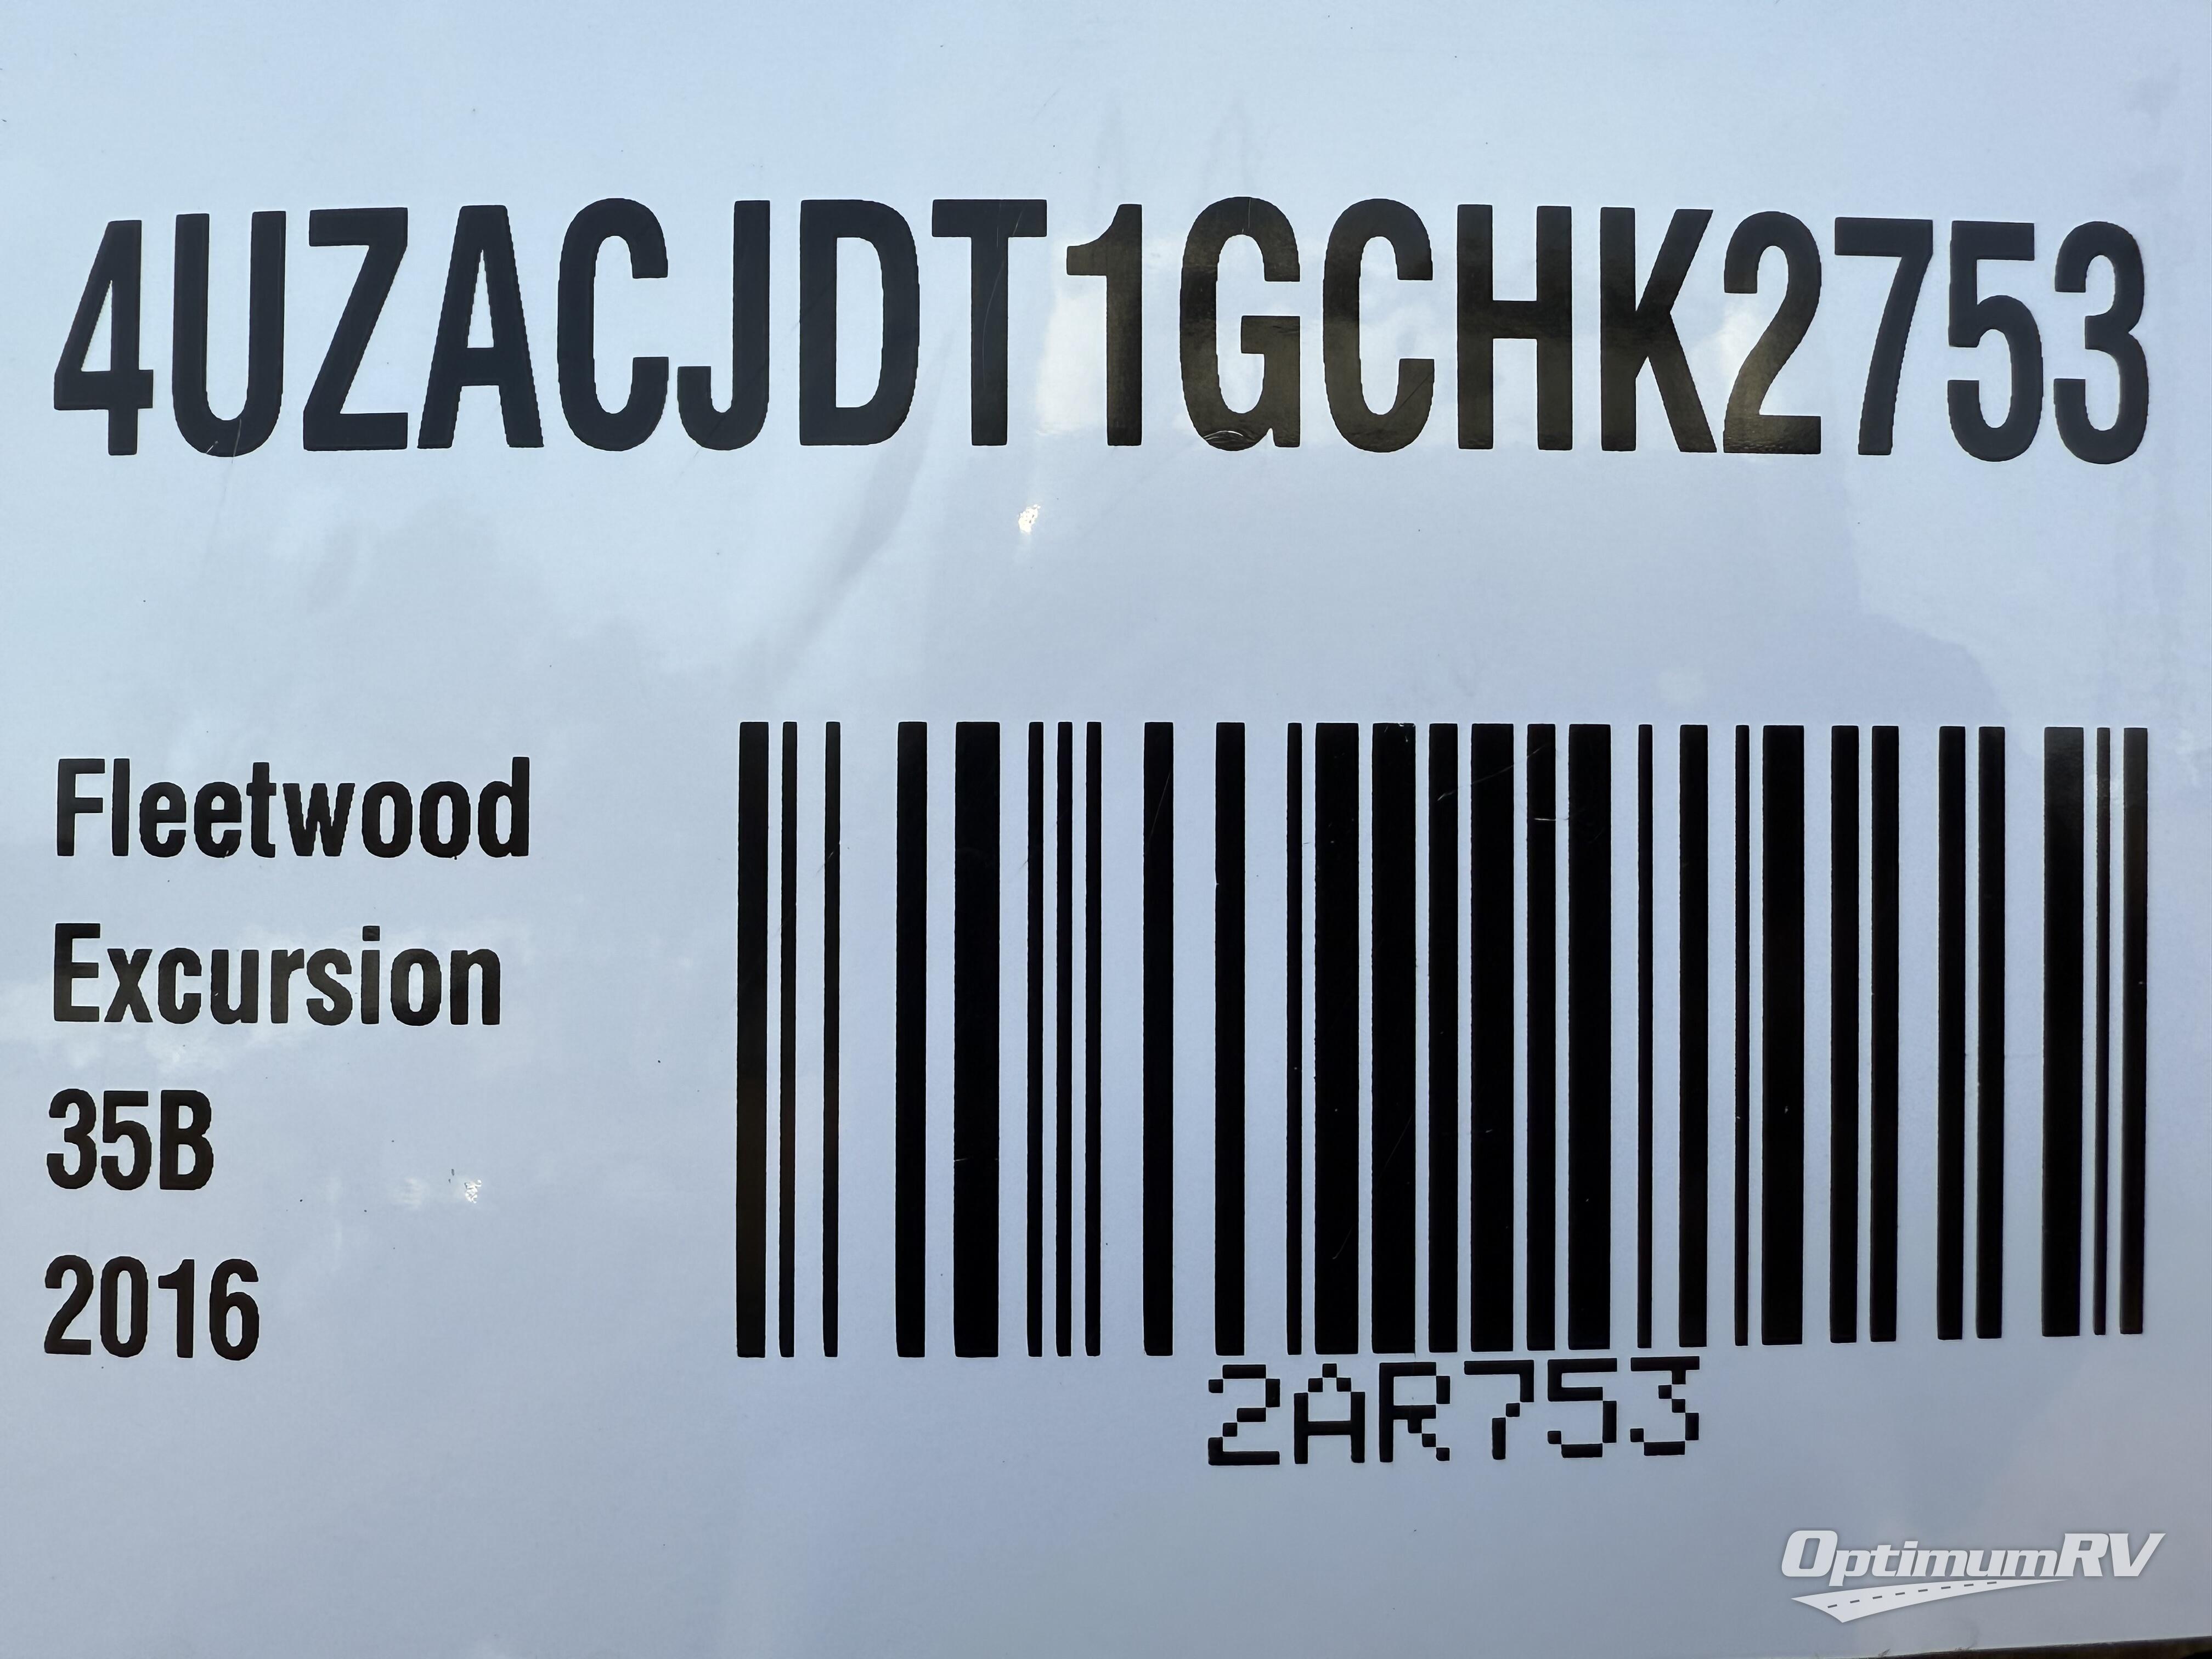 4UZACJDT1GCHK2753
Fleetwood
Excursion
35B
2016
2AR753
OptimumRV